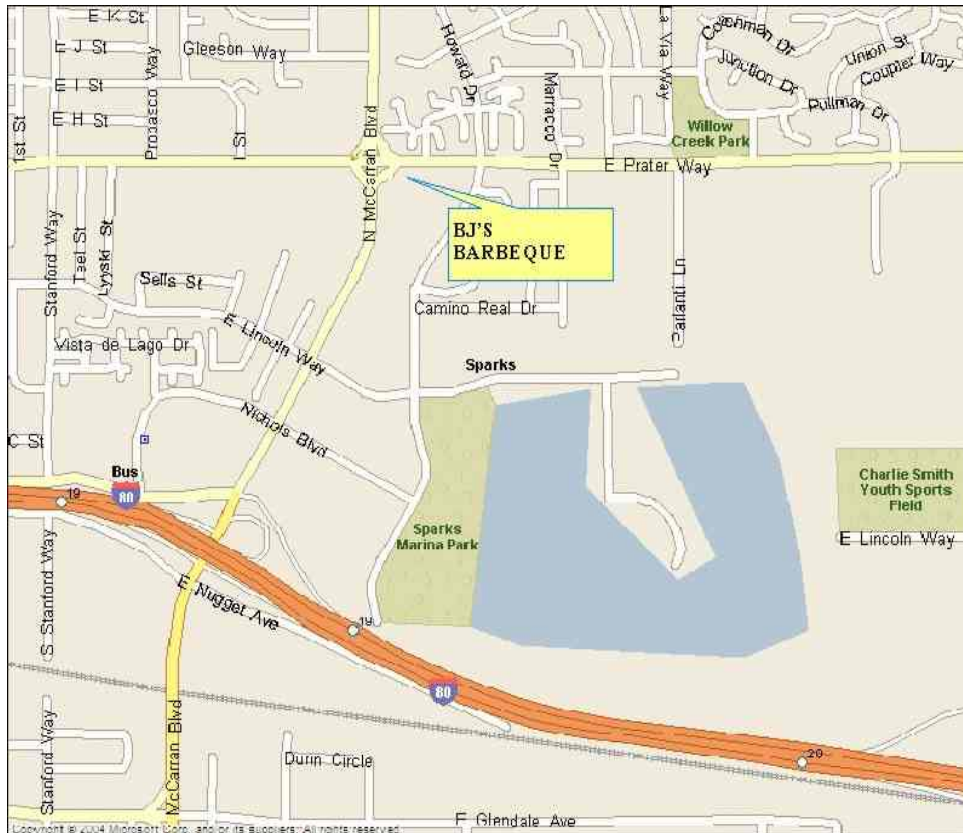 E K St
E J St
Gleeson Way
E I St
E H St
1st St
Probasco Way
I St
N McCarran Blvd
Howard Dr
Marracco Dr
La Via Way
Coachman Dr
Junction Dr
Union St
Coupler Way
Pullman Dr
Willow
Creek Park
E Prater Way
BJ'S
BARBEQUE
Stanford Way
Tael St
Lyyski St
Sells St
Vista de Lago Dr
E Lincoln Way
Camino Real Dr
Parlanti Ln
Sparks
Nichols Blvd
C St
Bus
80
19
Sparks
Marina Park
Charlie Smith
Youth Sports
Field
E Lincoln Way
S Stanford Way
E Nugget Ave
19
80
20
Stanford Way
McCarran Blvd
Durin Circle
E Glendale Ave
Copyright © 2004 Microsoft Corp. and/or its suppliers. All rights reserved.